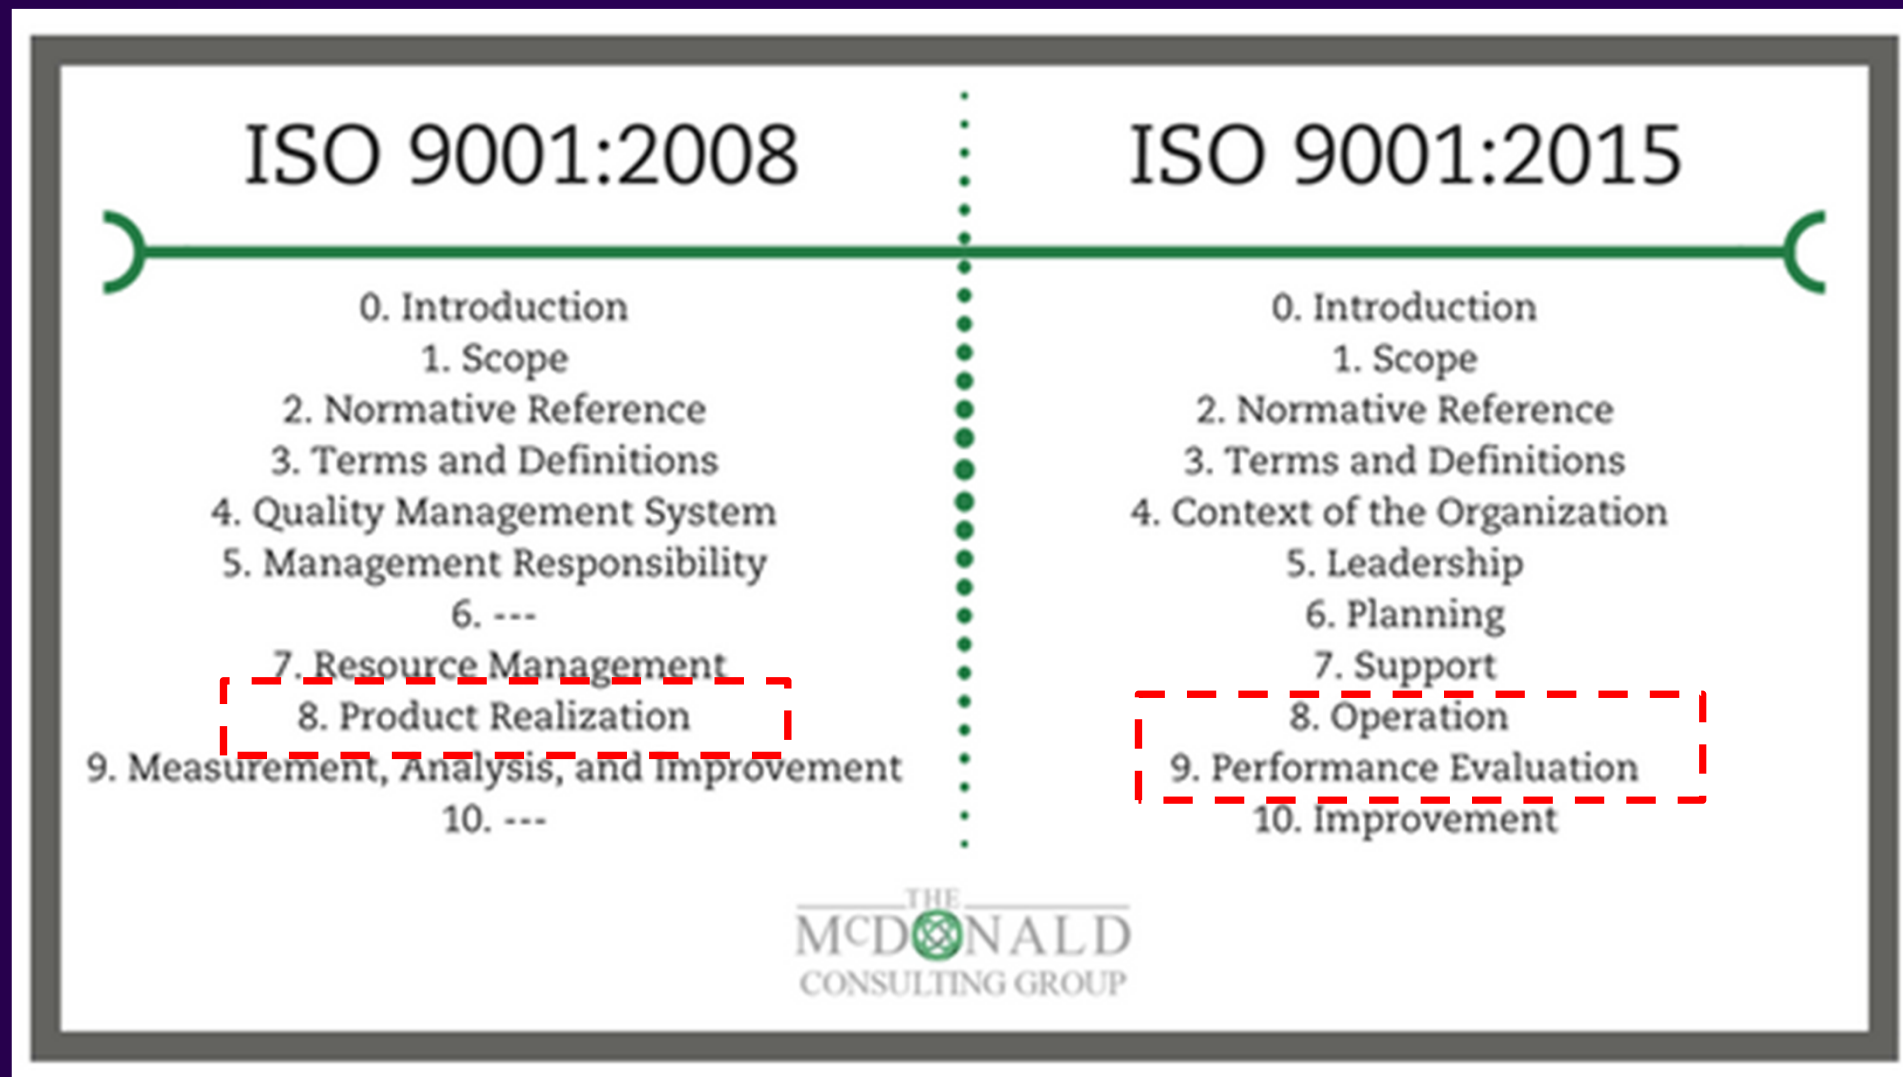 ISO 9001:2008
0. Introduction
1. Scope
2. Normative Reference
3. Terms and Definitions
4. Quality Management System
5. Management Responsibility
6. ---
7. Resource Management
8. Product Realization
9. Measurement, Analysis, and Improvement
10. ---
ISO 9001:2015
0. Introduction
1. Scope
2. Normative Reference
3. Terms and Definitions
4. Context of the Organization
5. Leadership
6. Planning
7. Support
8. Operation
9. Performance Evaluation
10. Improvement
THE
MCDONALD
CONSULTING GROUP